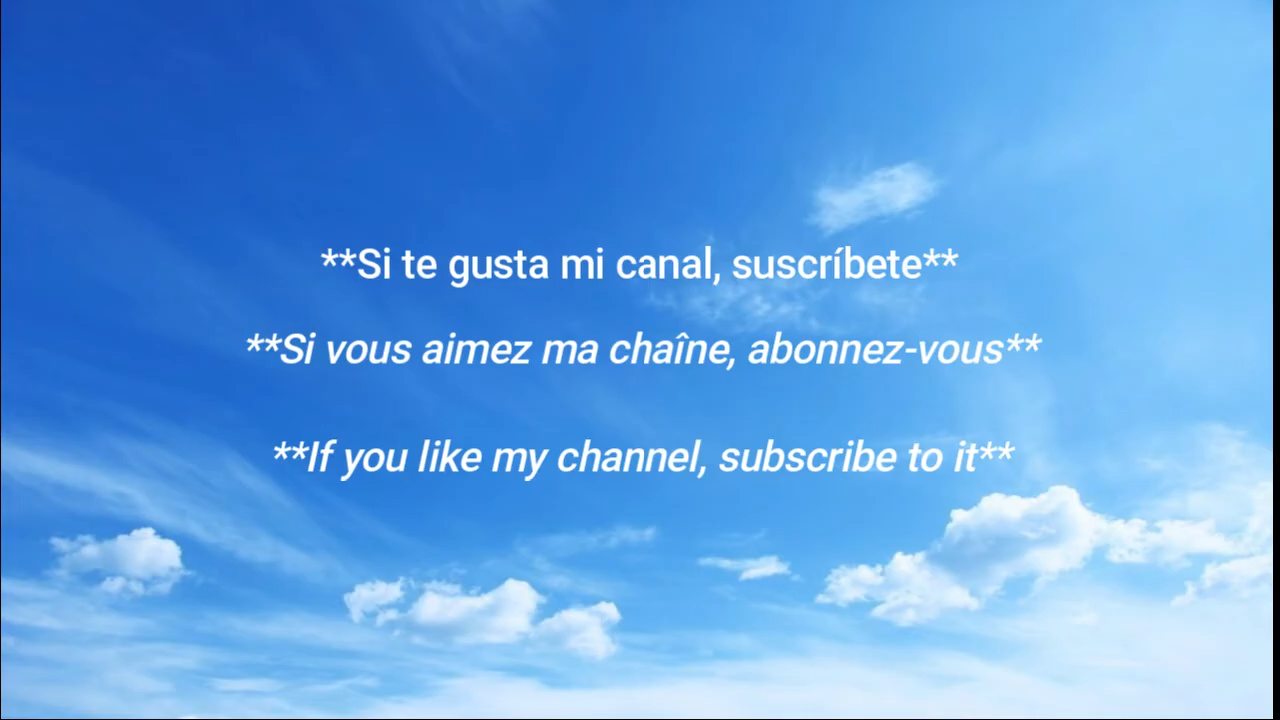 **Si te gusta mi canal, suscríbete**
**Si vous aimez ma chaîne, abonnez-vous**
**If you like my channel, subscribe to it**